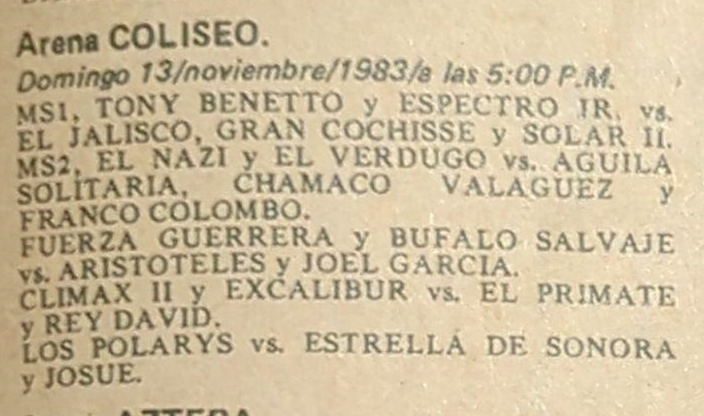 Arena COLISEO.
Domingo 13/noviembre/1983/a las 5:00 P.M.
MS1, TONY BENETTO y ESPECTRO JR. vs.
EL JALISCO, GRAN COCHISSE y SOLAR II.
MS2, EL NAZI y EL VERDUGO vs. AGUILA
SOLITARIA, CHAMACO VALAGUEZ y
FRANCO COLOMBO.
FUERZA GUERRERA y BUFALO SALVAJE
vs. ARISTOTELES y JOEL GARCIA.
CLIMAX II y EXCALIBUR vs. EL PRIMATE
y REY DAVID.
LOS POLARYS vs. ESTRELLA DE SONORA
y JOSUE.
AZTECA